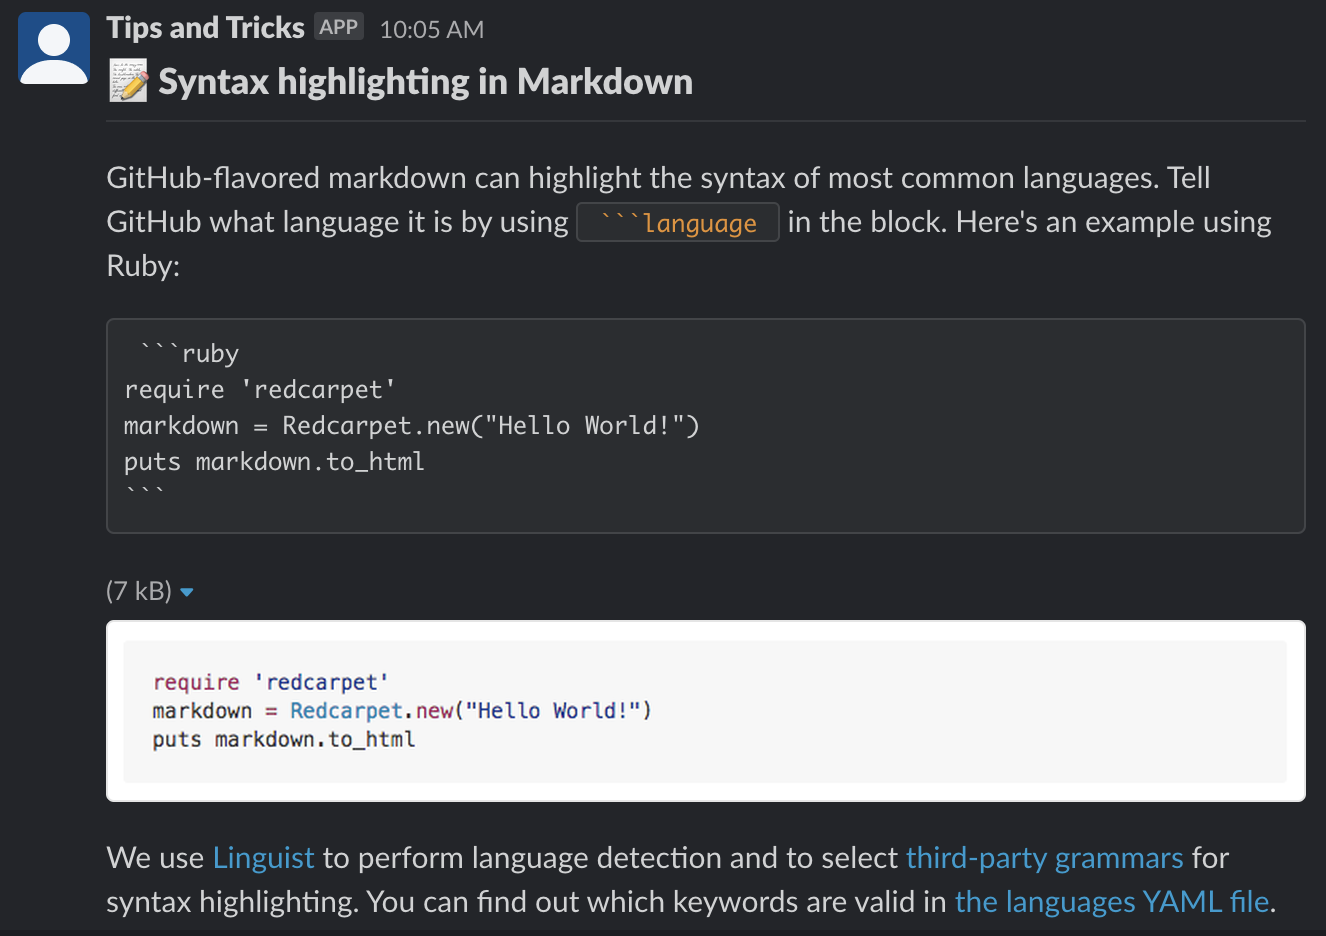 Tips and Tricks APP 10:05 AM
Syntax highlighting in Markdown
GitHub-flavored markdown can highlight the syntax of most common languages. Tell
GitHub what language it is by using ```language in the block. Here's an example using
Ruby:
```ruby
require 'redcarpet'
markdown = Redcarpet.new("Hello World!")
puts markdown.to_html
```
(7 kB)
require 'redcarpet'
markdown = Redcarpet.new("Hello World!")
puts markdown.to_html
We use Linguist to perform language detection and to select third-party grammars for
syntax highlighting. You can find out which keywords are valid in the languages YAML file.